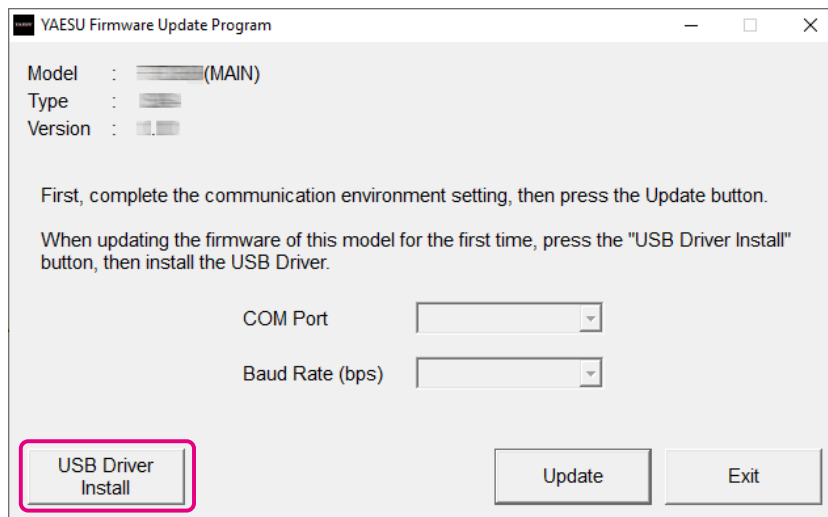 YAESU Firmware Update Program
Model : (MAIN)
Type :
Version : .
First, complete the communication environment setting, then press the Update button.
When updating the firmware of this model for the first time, press the "USB Driver Install"
button, then install the USB Driver.
COM Port
Baud Rate (bps)
USB Driver
Install
Update
Exit